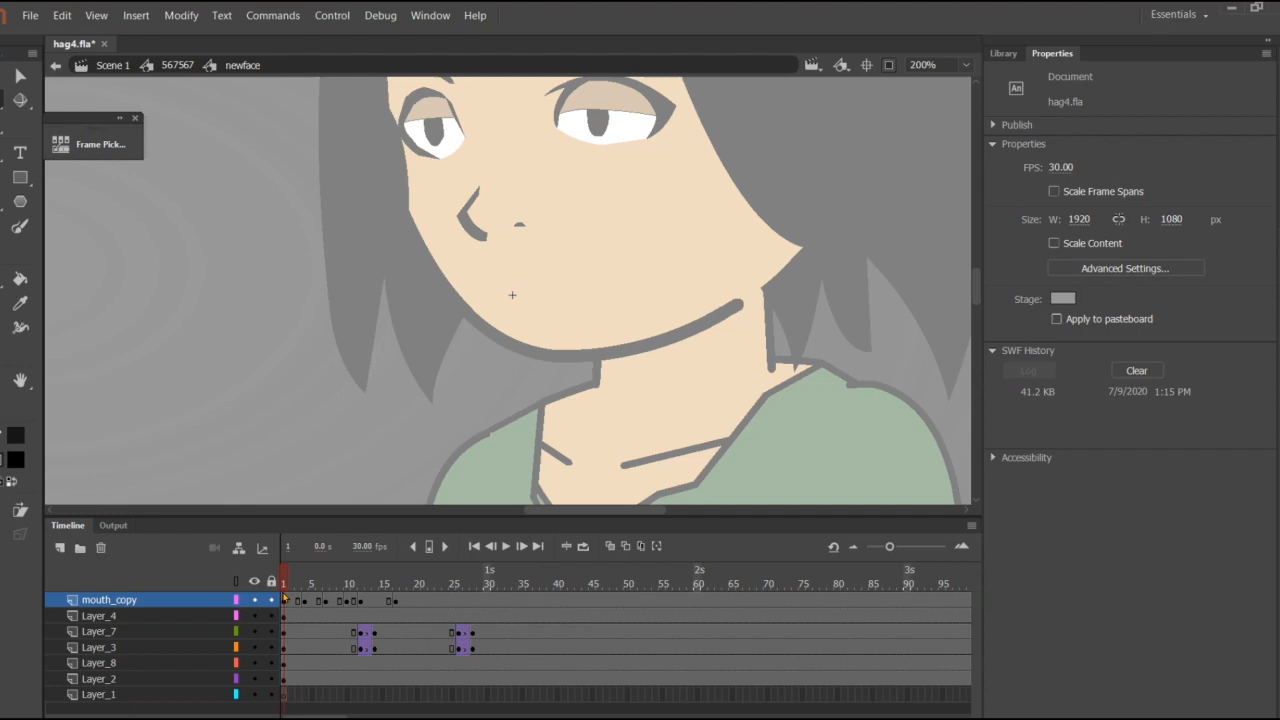 File Edit View Insert Modify Text Commands Control Debug Window Help Essentials
hag4.fla* ×
Scene 1 567567 newface 200%
Library Properties
Frame Pick...
Document
An hag4.fla
Publish
Properties
FPS: 30.00
Scale Frame Spans
Size: W: 1920 H: 1080 px
Scale Content
Advanced Settings...
Stage:
Apply to pasteboard
SWF History
Log Clear
41.2 KB 7/9/2020 1:15 PM
Accessibility
Timeline Output
1 0.0 s 30.00 fps
1s 2s 3s
1 5 10 15 20 25 30 35 40 45 50 55 60 65 70 75 80 85 90 95
mouth_copy
Layer_4
Layer_7
Layer_3
Layer_8
Layer_2
Layer_1